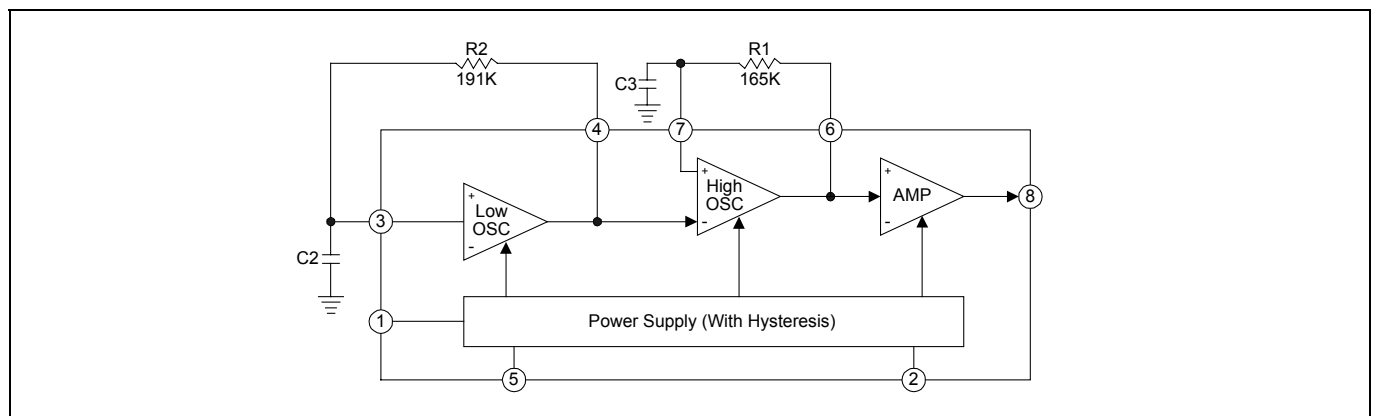 R2
191K
R1
165K
C3
4
7
6
+
Low
OSC
-
+
High
OSC
-
+
AMP
-
8
3
C2
1
Power Supply (With Hysteresis)
5
2